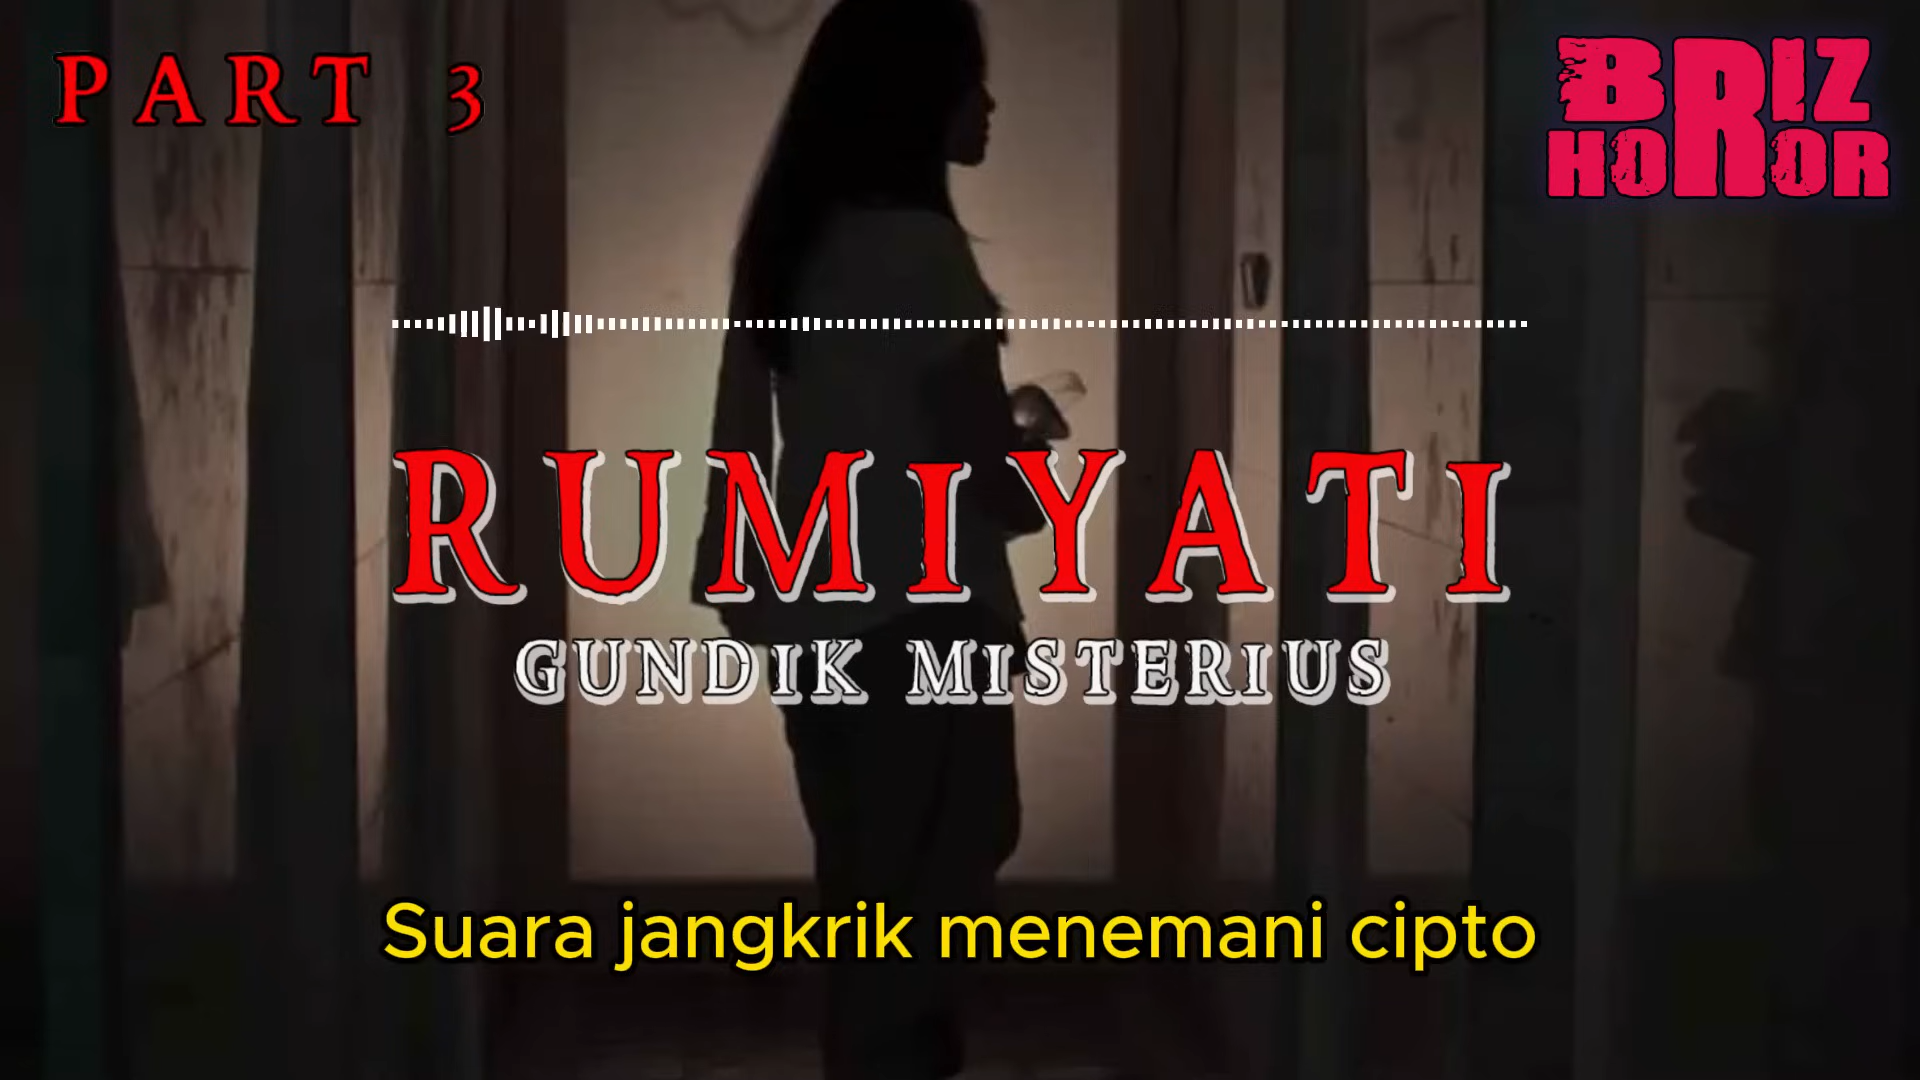 PART 3
BRIZ
HOROR
RUMIYATI
GUNDIK MISTERIUS
Suara jangkrik menemani cipto